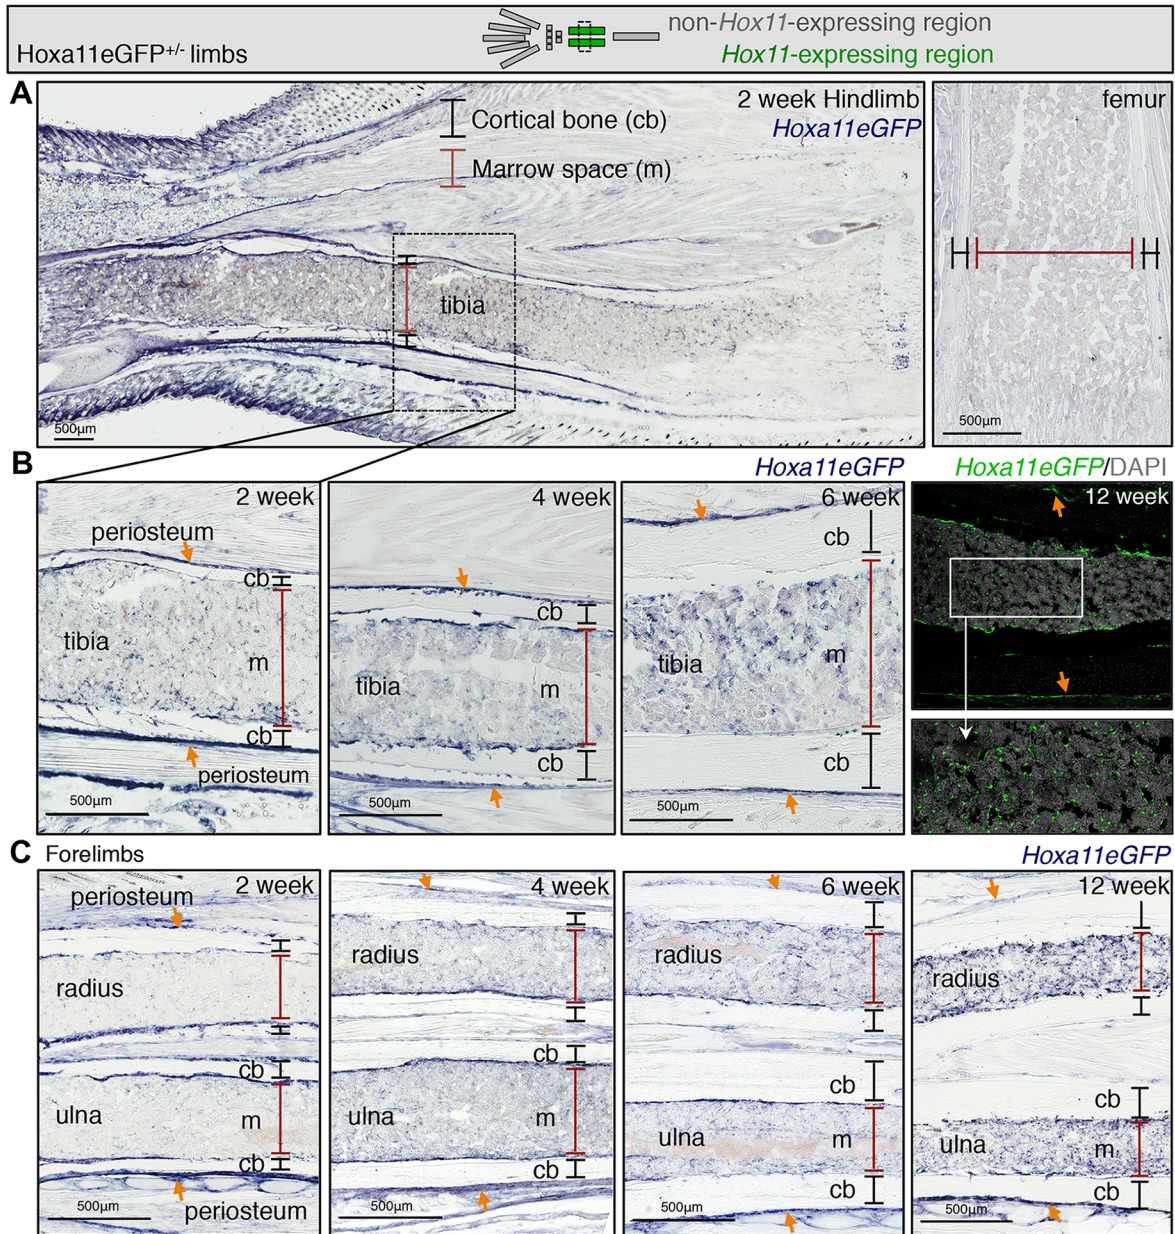 non-Hox11-expressing region
Hoxa11eGFP+/- limbs
Hox11-expressing region
A
2 week Hindlimb
Hoxa11eGFP
Cortical bone (cb)
Marrow space (m)
tibia
500µm
femur
500µm
B
Hoxa11eGFP
Hoxa11eGFP/DAPI
2 week
periosteum
cb
tibia
m
cb
periosteum
500µm
4 week
cb
tibia
m
cb
500µm
6 week
cb
tibia
m
cb
500µm
12 week
C
Forelimbs
Hoxa11eGFP
2 week
periosteum
radius
cb
ulna
m
cb
periosteum
500µm
4 week
radius
cb
ulna
m
cb
500µm
6 week
radius
cb
m
ulna
cb
500µm
12 week
radius
cb
ulna
m
cb
500µm